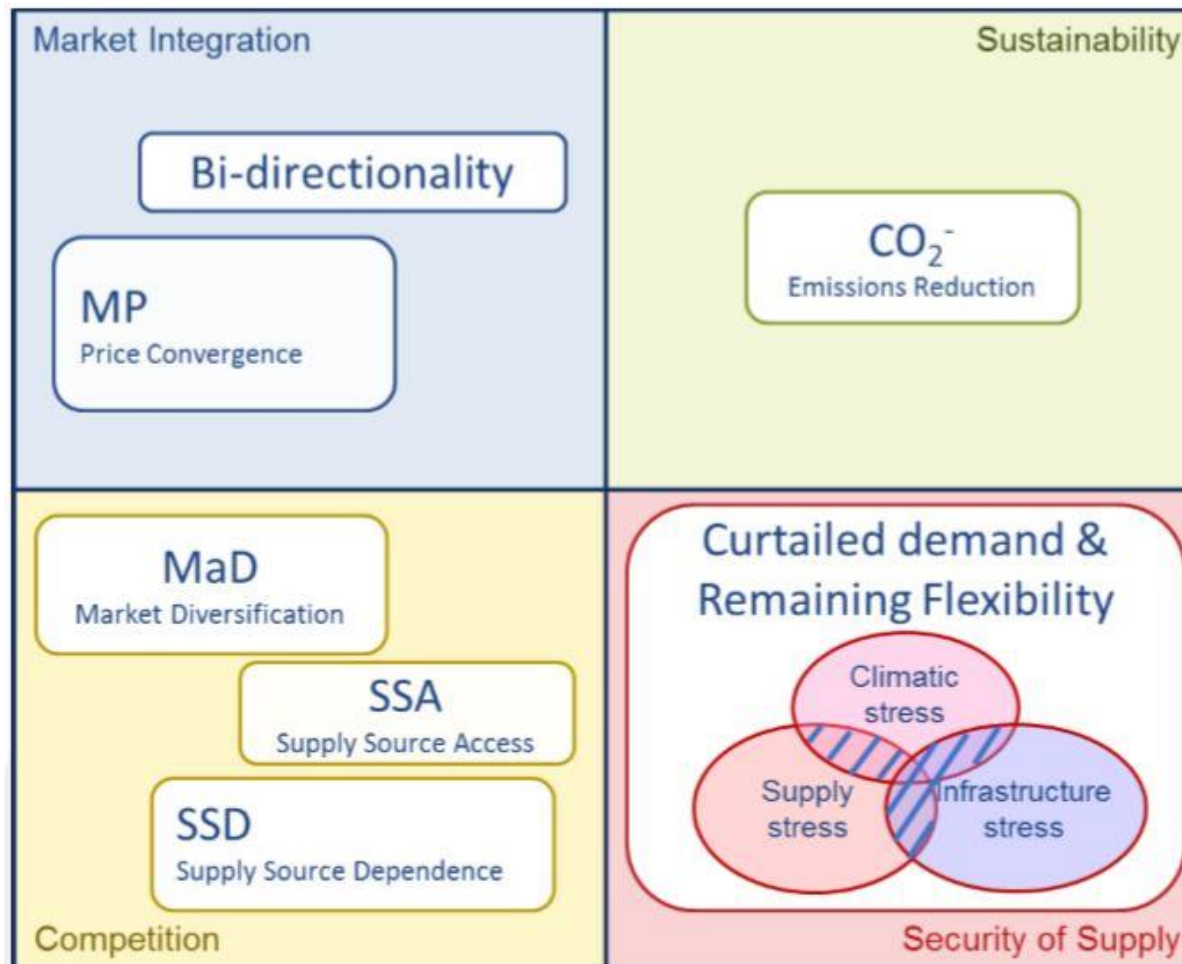 Market Integration
Bi-directionality
MP
Price Convergence
Sustainability
CO₂⁻
Emissions Reduction
MaD
Market Diversification
SSA
Supply Source Access
SSD
Supply Source Dependence
Competition
Curtailed demand &
Remaining Flexibility
Climatic
stress
Supply
stress
Infrastructure
stress
Security of Supply